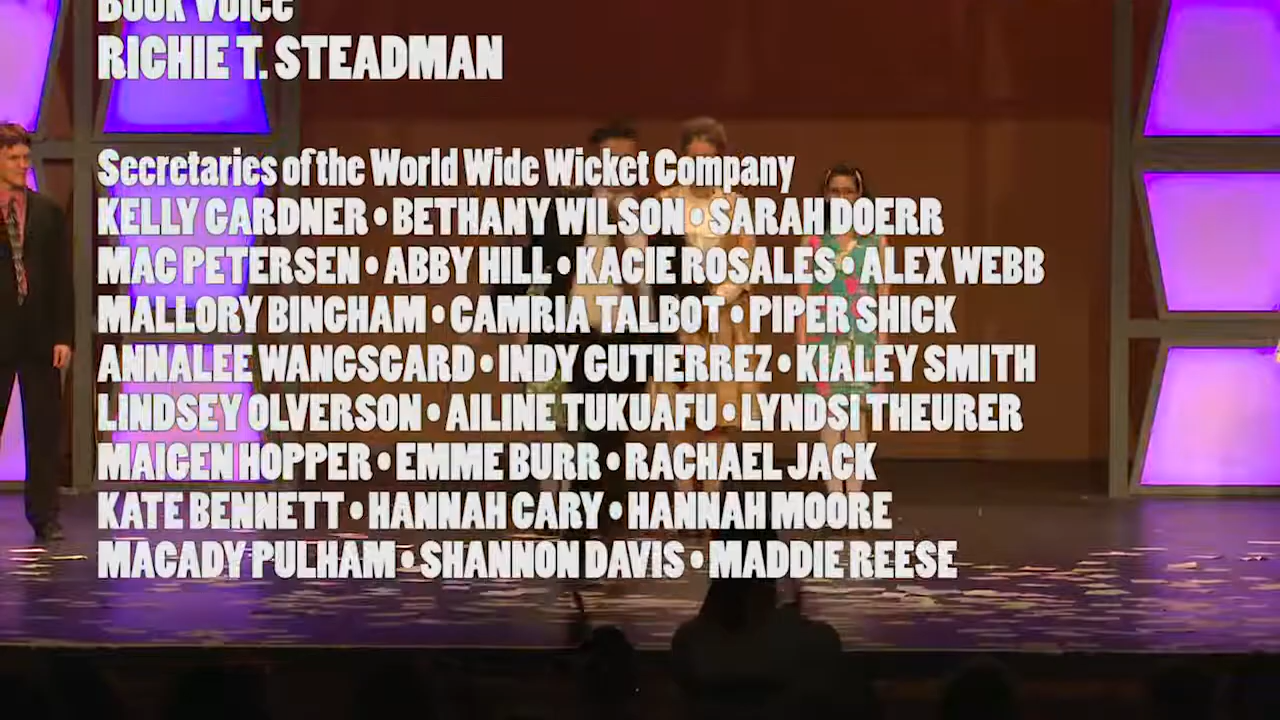 Book Voice
RICHIE T. STEADMAN
Secretaries of the World Wide Wicket Company
KELLY GARDNER • BETHANY WILSON • SARAH DOERR
MAC PETERSEN • ABBY HILL • KACIE ROSALES • ALEX WEBB
MALLORY BINGHAM • CAMRIA TALBOT • PIPER SHICK
ANNALEE WANGSGARD • INDY GUTIERREZ • KIALEY SMITH
LINDSEY OLVERSON • AILINE TUKUAFU • LYNDSI THEURER
MAIGEN HOPPER • EMME BURR • RACHAEL JACK
KATE BENNETT • HANNAH CARY • HANNAH MOORE
MACADY PULHAM • SHANNON DAVIS • MADDIE REESE